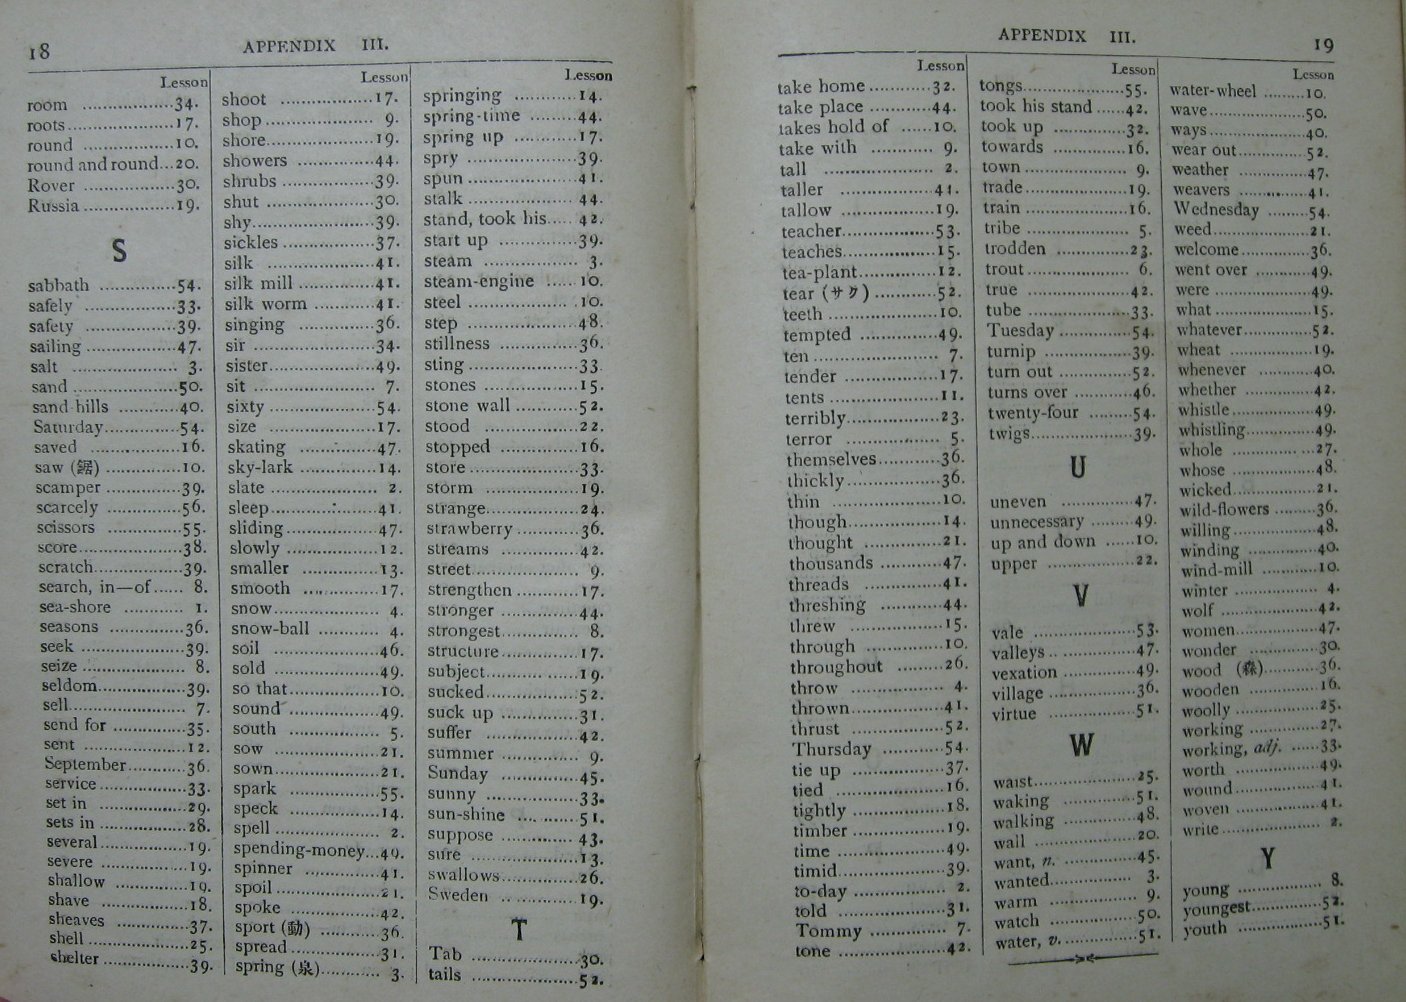 18
APPENDIX III.
Lesson
room ..................34.
roots.....................17.
round ....................10.
round and round...20.
Rover ....................30.
Russia ..................19.
S
sabbath ...............54.
safely ..................33.
safety ..................39.
sailing ..................47.
salt ..................... 3.
sand .....................50.
sand hills ............40.
Saturday...............54.
saved ..................16.
saw (鋸) ...............10.
scamper ...............39.
scarcely ...............56.
scissors ...............55.
score.....................38.
scratch..................39.
search, in—of...... 8.
sea-shore ............ 1.
seasons ...............36.
seek .....................39.
seize ..................... 8.
seldom..................39.
sell........................ 7.
send for ...............35.
sent .....................12.
September............36.
service..................33.
set in ..................29.
sets in ..................28.
several..................19.
severe ..................19.
shallow ...............19.
shave ..................18.
sheaves ...............37.
shell .....................25.
shelter ..................39.
Lesson
shoot ..................17.
shop ..................... 9.
shore.....................19.
showers ...............44.
shrubs ..................39.
shut .....................30.
shy........................39.
sickles ..................37.
silk .....................41.
silk mill ...............41.
silk worm ............41.
singing ...............36.
sir ........................34.
sister.....................49.
sit ........................ 7.
sixty .....................54.
size .....................17.
skating ...............47.
sky-lark ...............14.
slate ..................... 2.
sleep.....................41.
sliding ..................47.
slowly ..................12.
smaller ...............13.
smooth ...............17.
snow..................... 4.
snow-ball ............ 4.
soil .....................46.
sold .....................49.
so that..................10.
sound ..................49.
south .................. 5.
sow .....................21.
sown.....................21.
spark ..................55.
speck ..................14.
spell ..................... 2.
spending-money...49.
spinner ...............41.
spoil.....................21.
spoke ..................42.
sport (動) ............36.
spread ..................31.
spring (泉)............ 3.
Lesson
springing ............14.
spring-time .........44.
spring up ............17.
spry .....................39.
spun .....................41.
stalk .....................44.
stand, took his......42.
start up ...............39.
steam .................. 3.
steam-engine ......10.
steel .....................10.
step .....................48.
stillness ...............36.
sting .....................33
stones ..................15.
stone wall ............52.
stood ..................22.
stopped ...............16.
store.....................33.
storm ..................19.
strange..................24.
strawberry ............36.
streams ...............42.
street..................... 9.
strengthen ............17.
stronger ...............44.
strongest............... 8.
structure...............17.
subject..................19.
sucked..................52.
suck up ...............31.
suffer ..................42.
summer ............... 9.
Sunday ...............45.
sunny ..................33.
sun-shine ............51.
suppose ...............43.
sure .....................13.
swallows...............26.
Sweden ...............19.
T
Tab .....................30.
tails .....................52.
APPENDIX III.
19
Lesson
take home............32.
take place ............44.
takes hold of ......10.
take with ............ 9.
tall ..................... 2.
taller ..................41.
tallow ..................19.
teacher..................53.
teaches..................15.
tea-plant...............12.
tear (サク) ............52.
teeth ..................10.
tempted ...............49.
ten ........................ 7.
tender ..................17.
tents .....................11.
terribly..................23.
terror .................. 5.
themselves............36.
thickly..................36.
thin .....................10.
though..................14.
thought ...............21.
thousands ............47.
threads ...............41.
threshing ............44.
threw ..................15.
through ...............10.
throughout .........26.
throw .................. 4.
thrown..................41.
thrust ..................52.
Thursday ............54.
tie up ..................37.
tied .....................16.
tightly ..................18.
timber ..................19.
time .....................49.
timid.....................39.
to-day .................. 2.
told .....................31.
Tommy ............... 7.
tone .....................42.
Lesson
tongs.....................55.
took his stand ......42.
took up ...............32.
towards ...............16.
town ..................... 9.
trade.....................19.
train .....................16.
tribe ..................... 5.
trodden ...............23.
trout..................... 6.
true .....................42.
tube .....................33.
Tuesday ...............54.
turnip ..................39.
turn out ...............52.
turns over ............46.
twenty-four .........54.
twigs.....................39.
U
uneven ...............47.
unnecessary .........49.
up and down ......10.
upper ..................22.
V
vale .....................53.
valleys ..................47.
vexation ...............49.
village ..................36.
virtue ..................51.
W
waist.....................25.
waking ...............51.
walking ...............48.
wall .....................20.
want, n. ...............45.
wanted.................. 3.
warm .................. 9.
watch ..................50.
water, v. ...............51.
Lesson
water-wheel .........10.
wave.....................50.
ways.....................40.
wear out...............52.
weather ...............47.
weavers ...............41.
Wednesday .........54.
weed.....................21.
welcome...............36.
went over ............49.
were .....................49.
what.....................15.
whatever...............52.
wheat ..................19.
whenever ............40.
whether ...............42.
whistle..................49.
whistling...............49.
whole ..................27.
whose ..................48.
wicked..................21.
wild-flowers .........36.
willing..................48.
winding ...............40.
wind-mill ............10.
winter .................. 4.
wolf .....................42.
women..................47.
wonder ...............30.
wood (森)............36.
wooden ...............16.
woolly ..................25.
working ...............27.
working, adj. ......33.
worth ..................49.
wound..................41.
woven ..................41.
write..................... 2.
Y
young .................. 8.
youngest...............52.
youth ..................51.